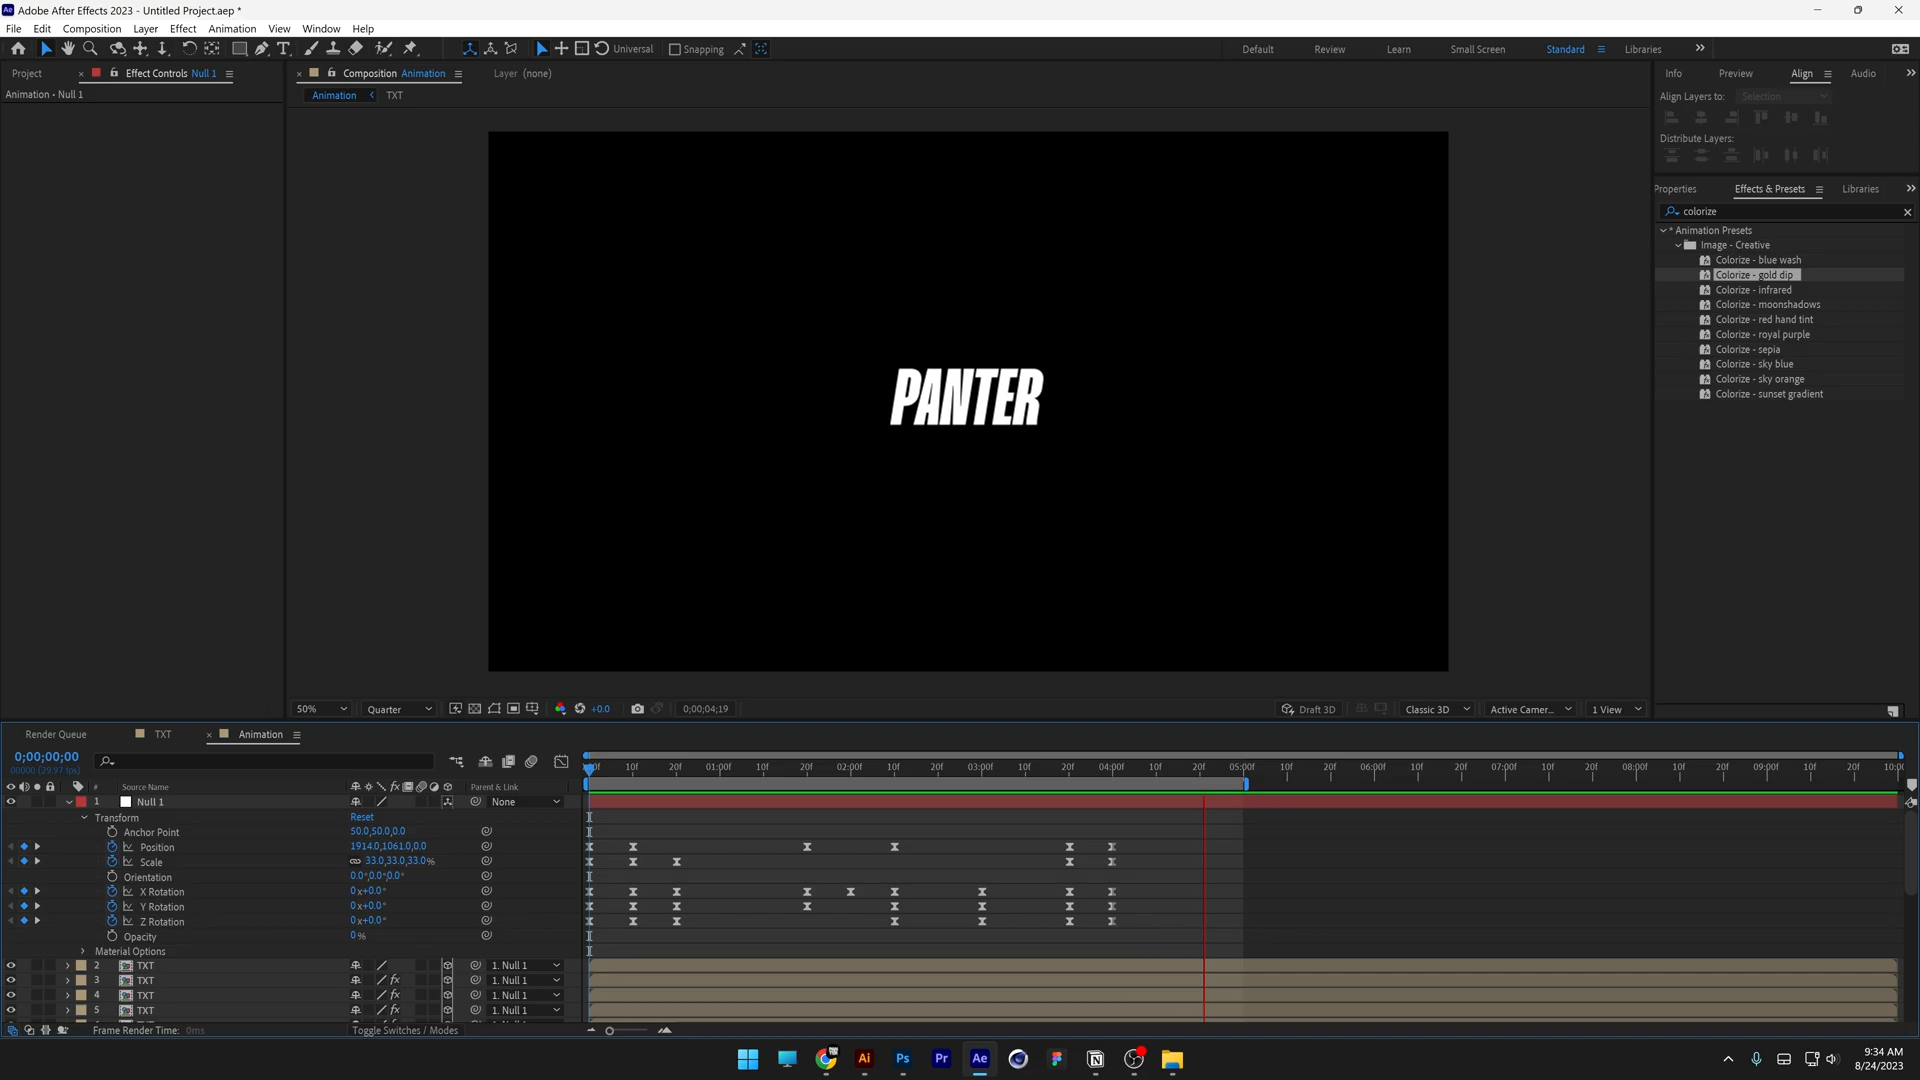 Adobe After Effects 2023 - Untitled Project.aep *
File Edit Composition Layer Effect Animation View Window Help
Universal Snapping Default Review Learn Small Screen Standard Libraries
Project Effect Controls Null 1 Composition Animation Layer (none) Info Preview Align Audio
Animation - Null 1 Animation TXT Align Layers to: Selection
Distribute Layers:
Properties Effects & Presets Libraries
colorize
* Animation Presets
Image - Creative
Colorize - blue wash
Colorize - gold dip
Colorize - infrared
Colorize - moonshadows
Colorize - red hand tint
Colorize - royal purple
Colorize - sepia
Colorize - sky blue
Colorize - sky orange
Colorize - sunset gradient
PANTER
50% Quarter +0.0 0;00;04;19 Draft 3D Classic 3D Active Camer... 1 View
Render Queue TXT Animation
0;00;00;00
00000 (29.97 fps)
10f 20f 01:00f 10f 20f 02:00f 10f 20f 03:00f 10f 20f 04:00f 10f 20f 05:00f 10f 20f 06:00f 10f 20f 07:00f 10f 20f 08:00f 10f 20f 09:00f 10f 20f 10:00
# Source Name Parent & Link
1 Null 1 None
Transform Reset
Anchor Point 50.0,50.0,0.0
Position 1914.0,1061.0,0.0
Scale 33.0,33.0,33.0%
Orientation 0.0°,0.0°,0.0°
X Rotation 0x+0.0°
Y Rotation 0x+0.0°
Z Rotation 0x+0.0°
Opacity 0%
Material Options
2 TXT 1. Null 1
3 TXT fx 1. Null 1
4 TXT fx 1. Null 1
5 TXT fx 1. Null 1
Frame Render Time: 0ms Toggle Switches / Modes
Ai Ps Pr Ae
9:34 AM
8/24/2023